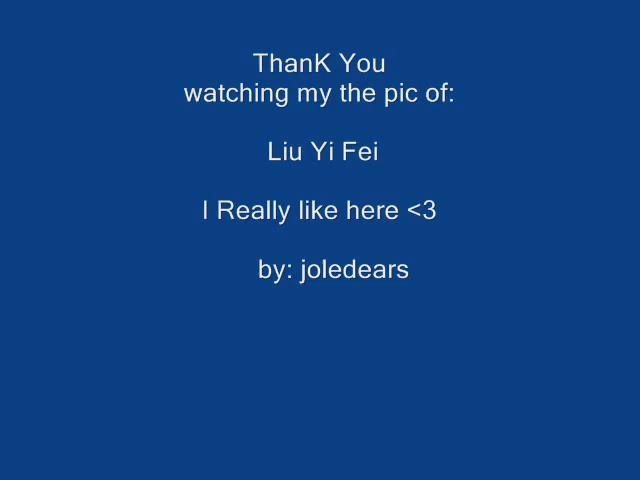 ThanK You
watching my the pic of:
Liu Yi Fei
I Really like here <3
by: joledears